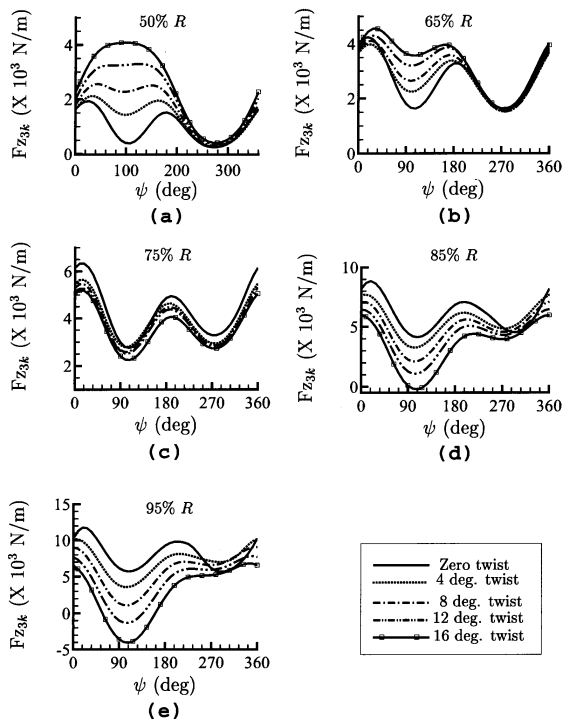 50% R
Fz3k (X 10³ N/m)
4
2
0
0 100 200 300
ψ (deg)
(a)
65% R
Fz3k (X 10³ N/m)
5
4
3
2
1
0
0 90 180 270 360
ψ (deg)
(b)
75% R
Fz3k (X 10³ N/m)
6
4
2
0 90 180 270 360
ψ (deg)
(c)
85% R
Fz3k (X 10³ N/m)
10
5
0
0 90 180 270 360
ψ (deg)
(d)
95% R
Fz3k (X 10³ N/m)
15
10
5
0
-5
0 90 180 270 360
ψ (deg)
(e)
Zero twist
4 deg. twist
8 deg. twist
12 deg. twist
16 deg. twist